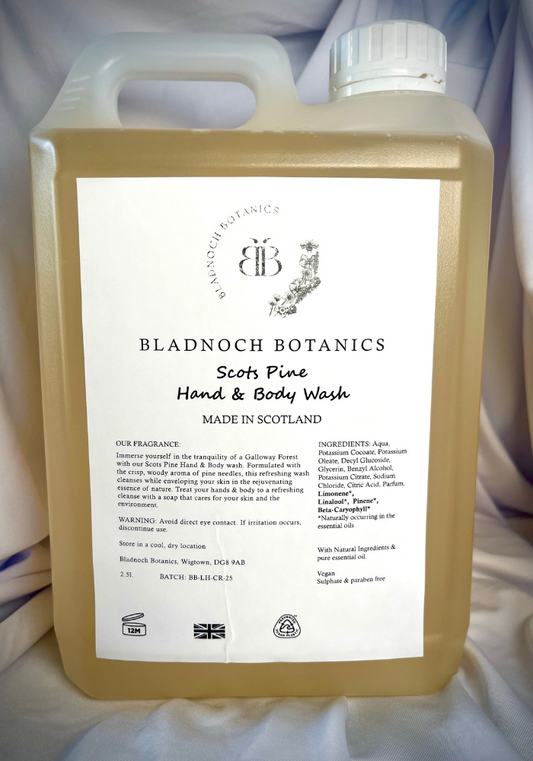 BLADNOCH BOTANICS
BB
BLADNOCH BOTANICS
Scots Pine
Hand & Body Wash
MADE IN SCOTLAND
OUR FRAGRANCE:
Immerse yourself in the tranquility of a Galloway Forest
with our Scots Pine Hand & Body wash. Formulated with
the crisp, woody aroma of pine needles, this refreshing wash
cleanses while enveloping your skin in the rejuvenating
essence of nature. Treat your hands & body to a refreshing
cleanse with a soap that cares for your skin and the
environment.
WARNING: Avoid direct eye contact. If irritation occurs,
discontinue use.
Store in a cool, dry location
Bladnoch Botanics, Wigtown, DG8 9AB
2.5L BATCH: BB-LH-CR-25
INGREDIENTS: Aqua,
Potassium Cocoate, Potassium
Oleate, Decyl Glucoside,
Glycerin, Benzyl Alcohol,
Potassium Citrate, Sodium
Chloride, Citric Acid, Parfum.
Limonene*,
Linalool*, Pinene*,
Beta-Caryophyll*
*Naturally occurring in the
essential oils
With Natural Ingredients &
pure essential oil.
Vegan
Sulphate & paraben free
12M